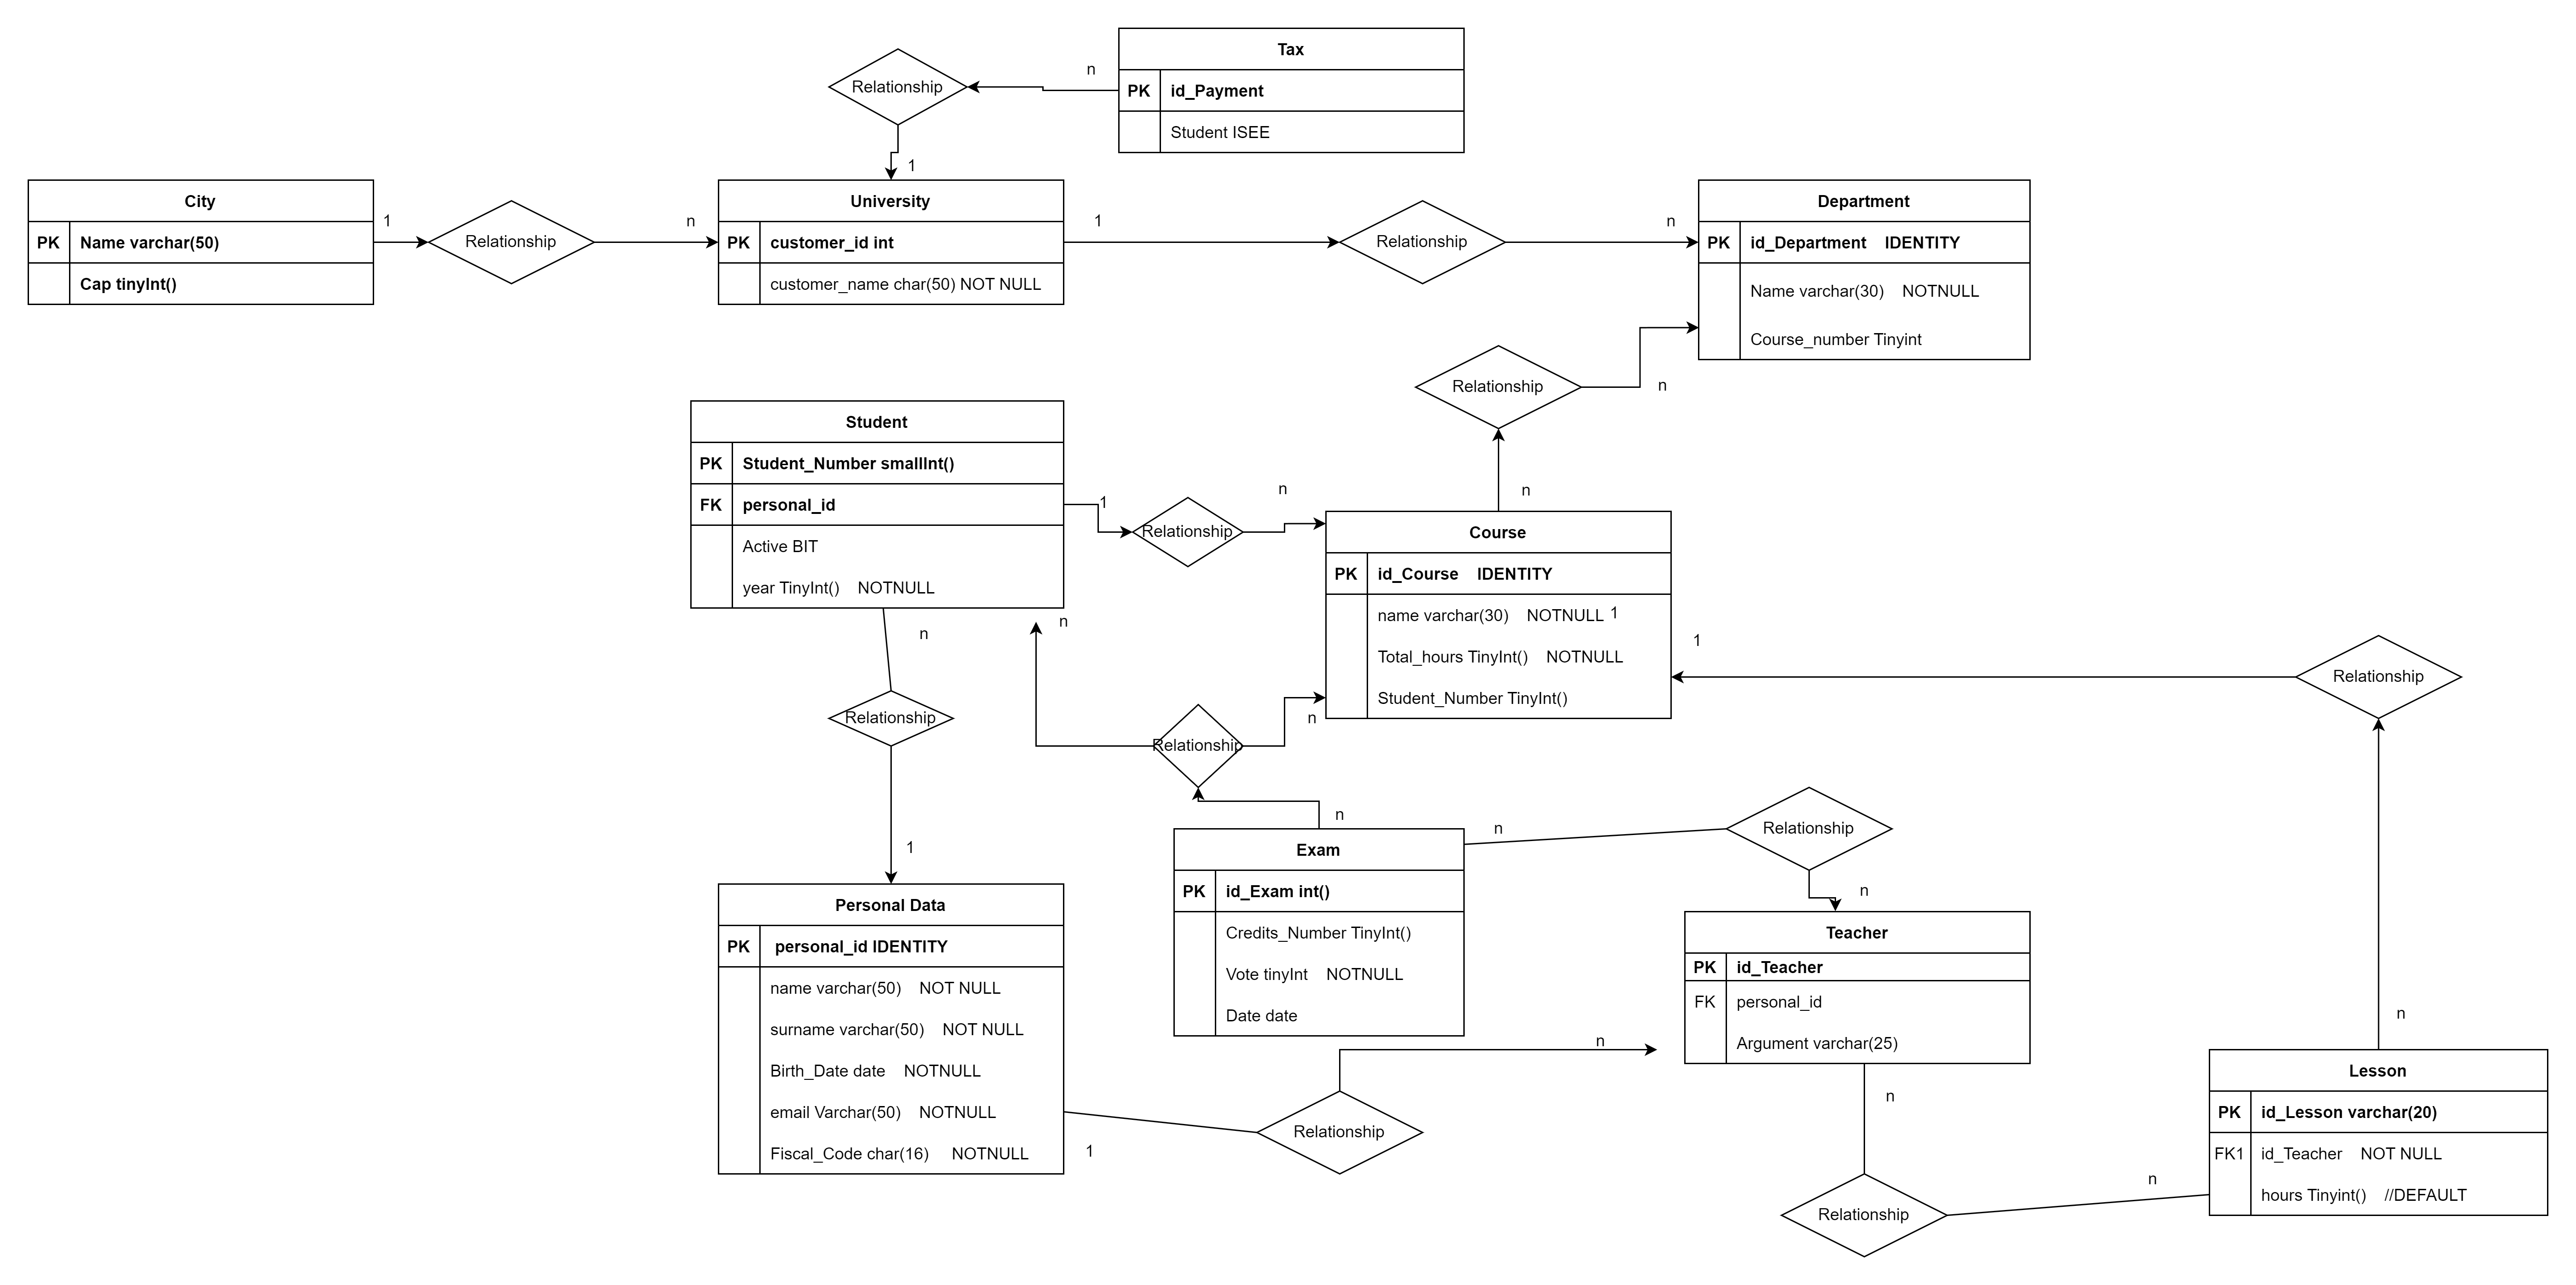 Tax
n
Relationship
PK id_Payment
Student ISEE
1
City
1
Relationship
n
PK Name varchar(50)
Cap tinyInt()
University
PK customer_id int
customer_name char(50) NOT NULL
1
Relationship
n
Department
PK id_Department IDENTITY
Name varchar(30) NOTNULL
Course_number Tinyint
Relationship
n
n
Student
PK Student_Number smallInt()
FK personal_id
Active BIT
year TinyInt() NOTNULL
1
Relationship
n
Course
PK id_Course IDENTITY
name varchar(30) NOTNULL 1
Total_hours TinyInt() NOTNULL
Student_Number TinyInt()
1
Relationship
n
n
Relationship
n
Relationship
n
1
Exam
PK id_Exam int()
Credits_Number TinyInt()
Vote tinyInt NOTNULL
Date date
n
Relationship
n
Personal Data
PK personal_id IDENTITY
name varchar(50) NOT NULL
surname varchar(50) NOT NULL
Birth_Date date NOTNULL
email Varchar(50) NOTNULL
Fiscal_Code char(16) NOTNULL
1
Relationship
n
Teacher
PK id_Teacher
FK personal_id
Argument varchar(25)
n
Relationship
n
n
Lesson
PK id_Lesson varchar(20)
FK1 id_Teacher NOT NULL
hours Tinyint() //DEFAULT